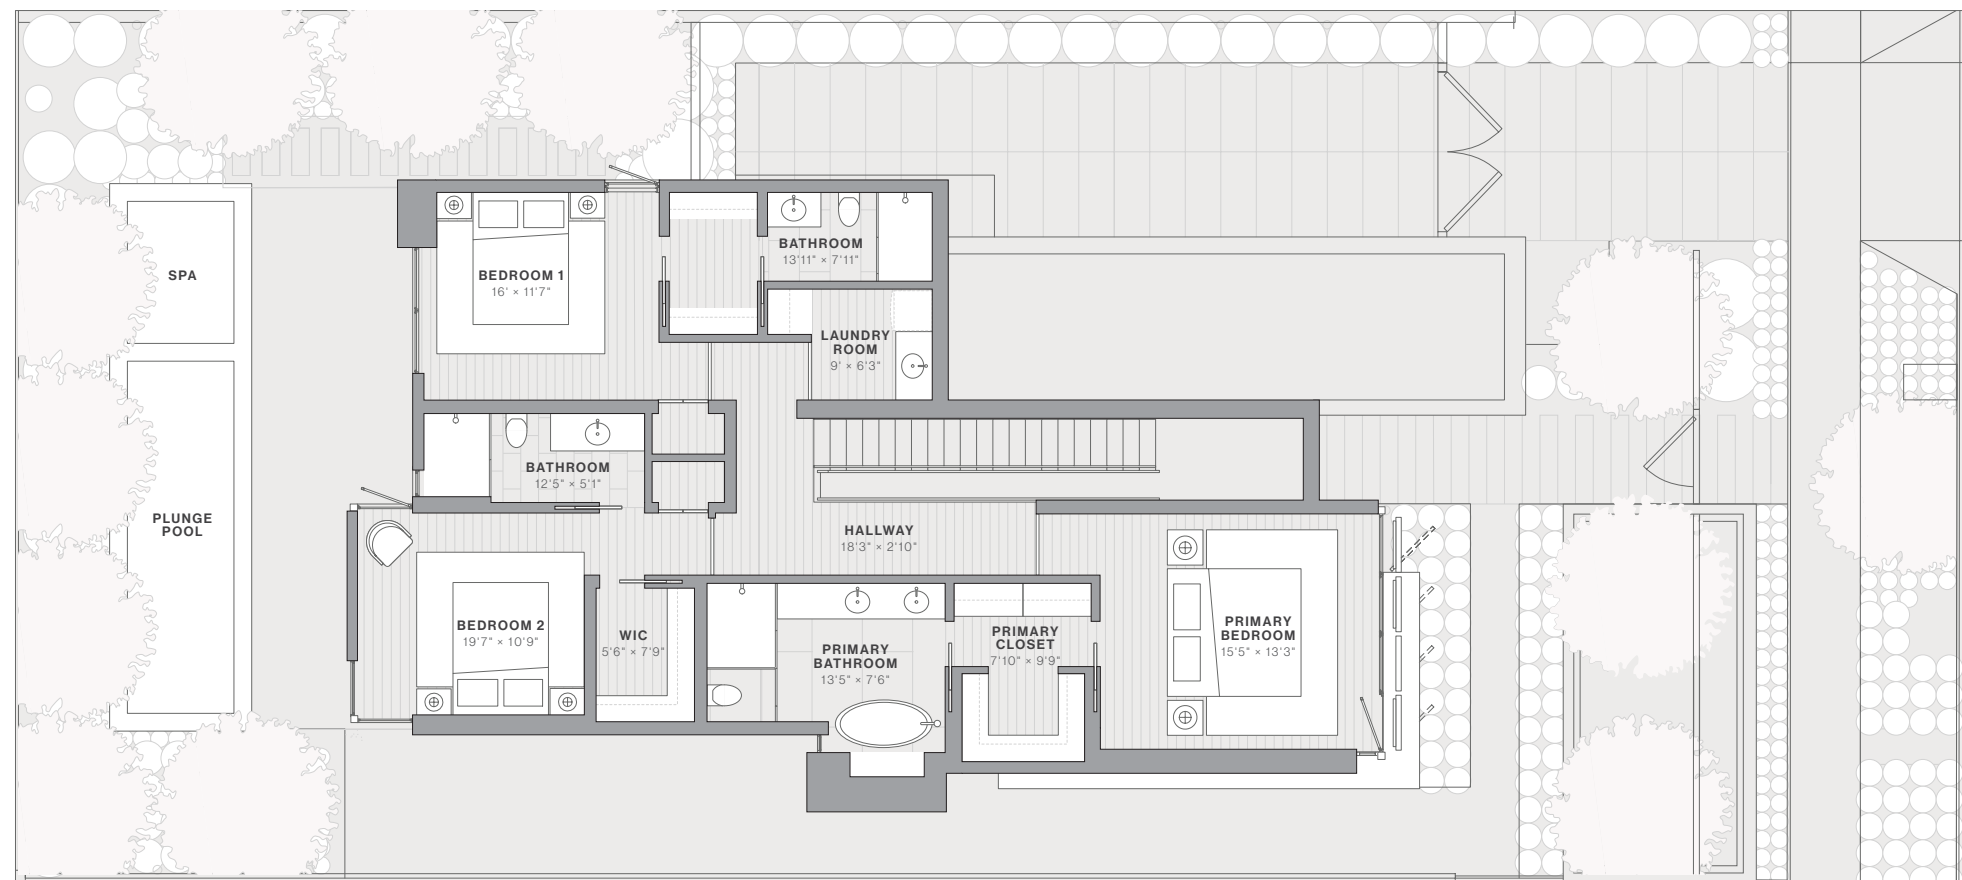 BATHROOM
13'11" × 7'11"
SPA
BEDROOM 1
16' × 11'7"
LAUNDRY
ROOM
9' × 6'3"
BATHROOM
12'5" × 5'1"
PLUNGE
POOL
HALLWAY
18'3" × 2'10"
BEDROOM 2
19'7" × 10'9"
WIC
5'6" × 7'9"
PRIMARY
BATHROOM
13'5" × 7'6"
PRIMARY
CLOSET
7'10" × 9'9"
PRIMARY
BEDROOM
15'5" × 13'3"